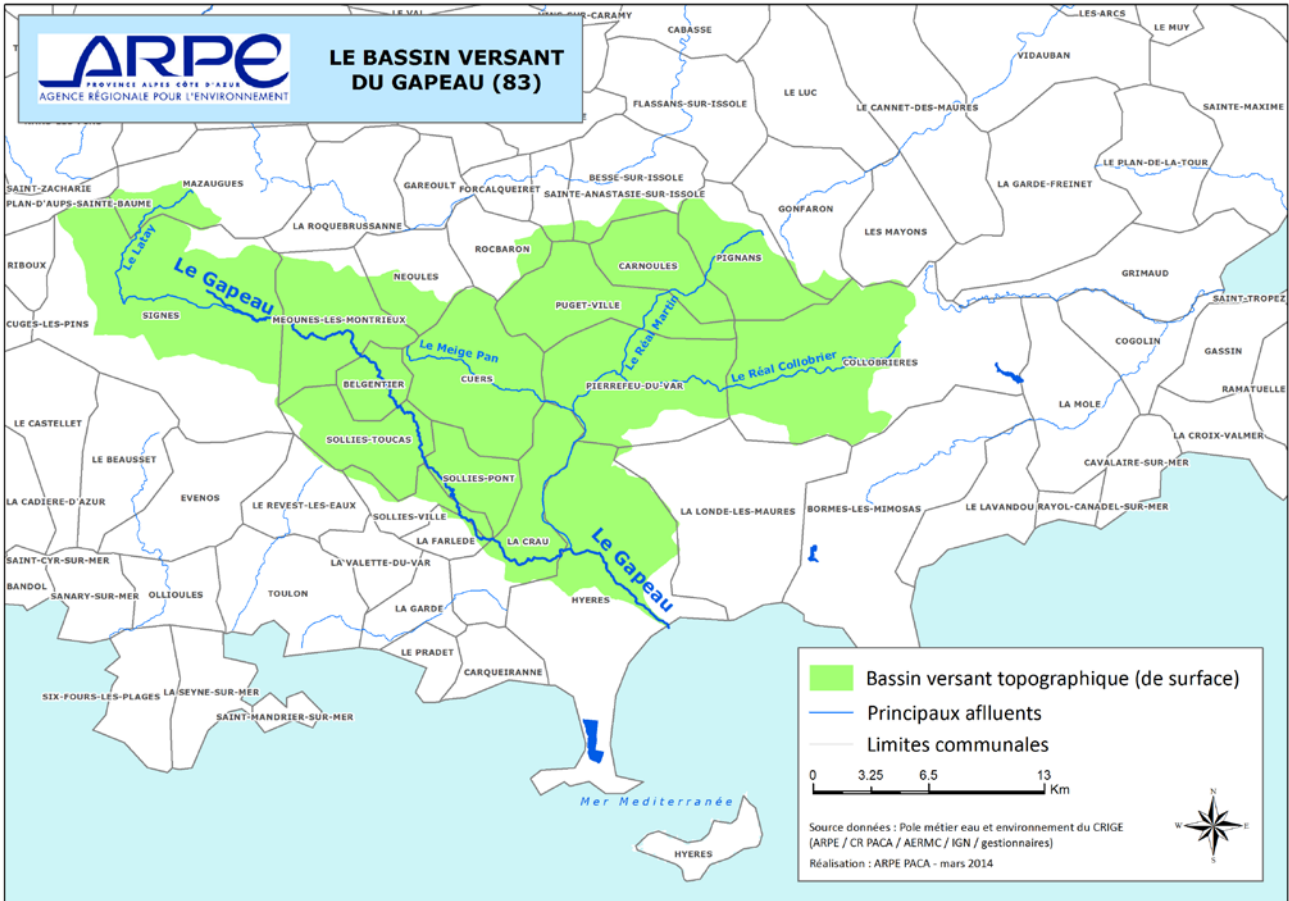 ARPE
PROVENCE ALPES CÔTE D'AZUR
AGENCE RÉGIONALE POUR L'ENVIRONNEMENT
LE BASSIN VERSANT
DU GAPEAU (83)
CABASSE
LES ARCS
LE MUY
VIDAUBAN
LE LUC
FLASSANS-SUR-ISSOLE
LE CANNET-DES-MAURES
SAINTE-MAXIME
LE PLAN-DE-LA-TOUR
SAINT-ZACHARIE
MAZAUGUES
GAREOULT
FORCALQUEIRET
BESSE-SUR-ISSOLE
SAINTE-ANASTASIE-SUR-ISSOLE
LA GARDE-FREINET
PLAN-D'AUPS-SAINTE-BAUME
LA ROQUEBRUSSANNE
GONFARON
LES MAYONS
Le Latay
ROCBARON
RIBOUX
Le Gapeau
NEOULES
CARNOULES
PIGNANS
GRIMAUD
SAINT-TROPEZ
PUGET-VILLE
CUGES-LES-PINS
SIGNES
MEOUNES-LES-MONTRIEUX
Le Réal Martin
COGOLIN
GASSIN
Le Meige Pan
CUERS
BELGENTIER
PIERREFEU-DU-VAR
Le Réal Collobrier
COLLOBRIERES
RAMATUELLE
LA MOLE
LE CASTELLET
SOLLIES-TOUCAS
LA CROIX-VALMER
LE BEAUSSET
CAVALAIRE-SUR-MER
SOLLIES-PONT
LA CADIERE-D'AZUR
EVENOS
LE REVEST-LES-EAUX
SOLLIES-VILLE
LA LONDE-LES-MAURES
BORMES-LES-MIMOSAS
LE LAVANDOU
RAYOL-CANADEL-SUR-MER
LA FARLEDE
LA CRAU
Le Gapeau
SAINT-CYR-SUR-MER
LA VALETTE-DU-VAR
BANDOL
SANARY-SUR-MER
OLLIOULES
TOULON
LA GARDE
HYERES
LE PRADET
CARQUEIRANNE
SIX-FOURS-LES-PLAGES
LA SEYNE-SUR-MER
SAINT-MANDRIER-SUR-MER
Mer Mediterranée
HYERES
Bassin versant topographique (de surface)
Principaux aflluents
Limites communales
0 3.25 6.5 13
Km
Source données : Pole métier eau et environnement du CRIGE
(ARPE / CR PACA / AERMC / IGN / gestionnaires)
Réalisation : ARPE PACA - mars 2014
N
W E
S